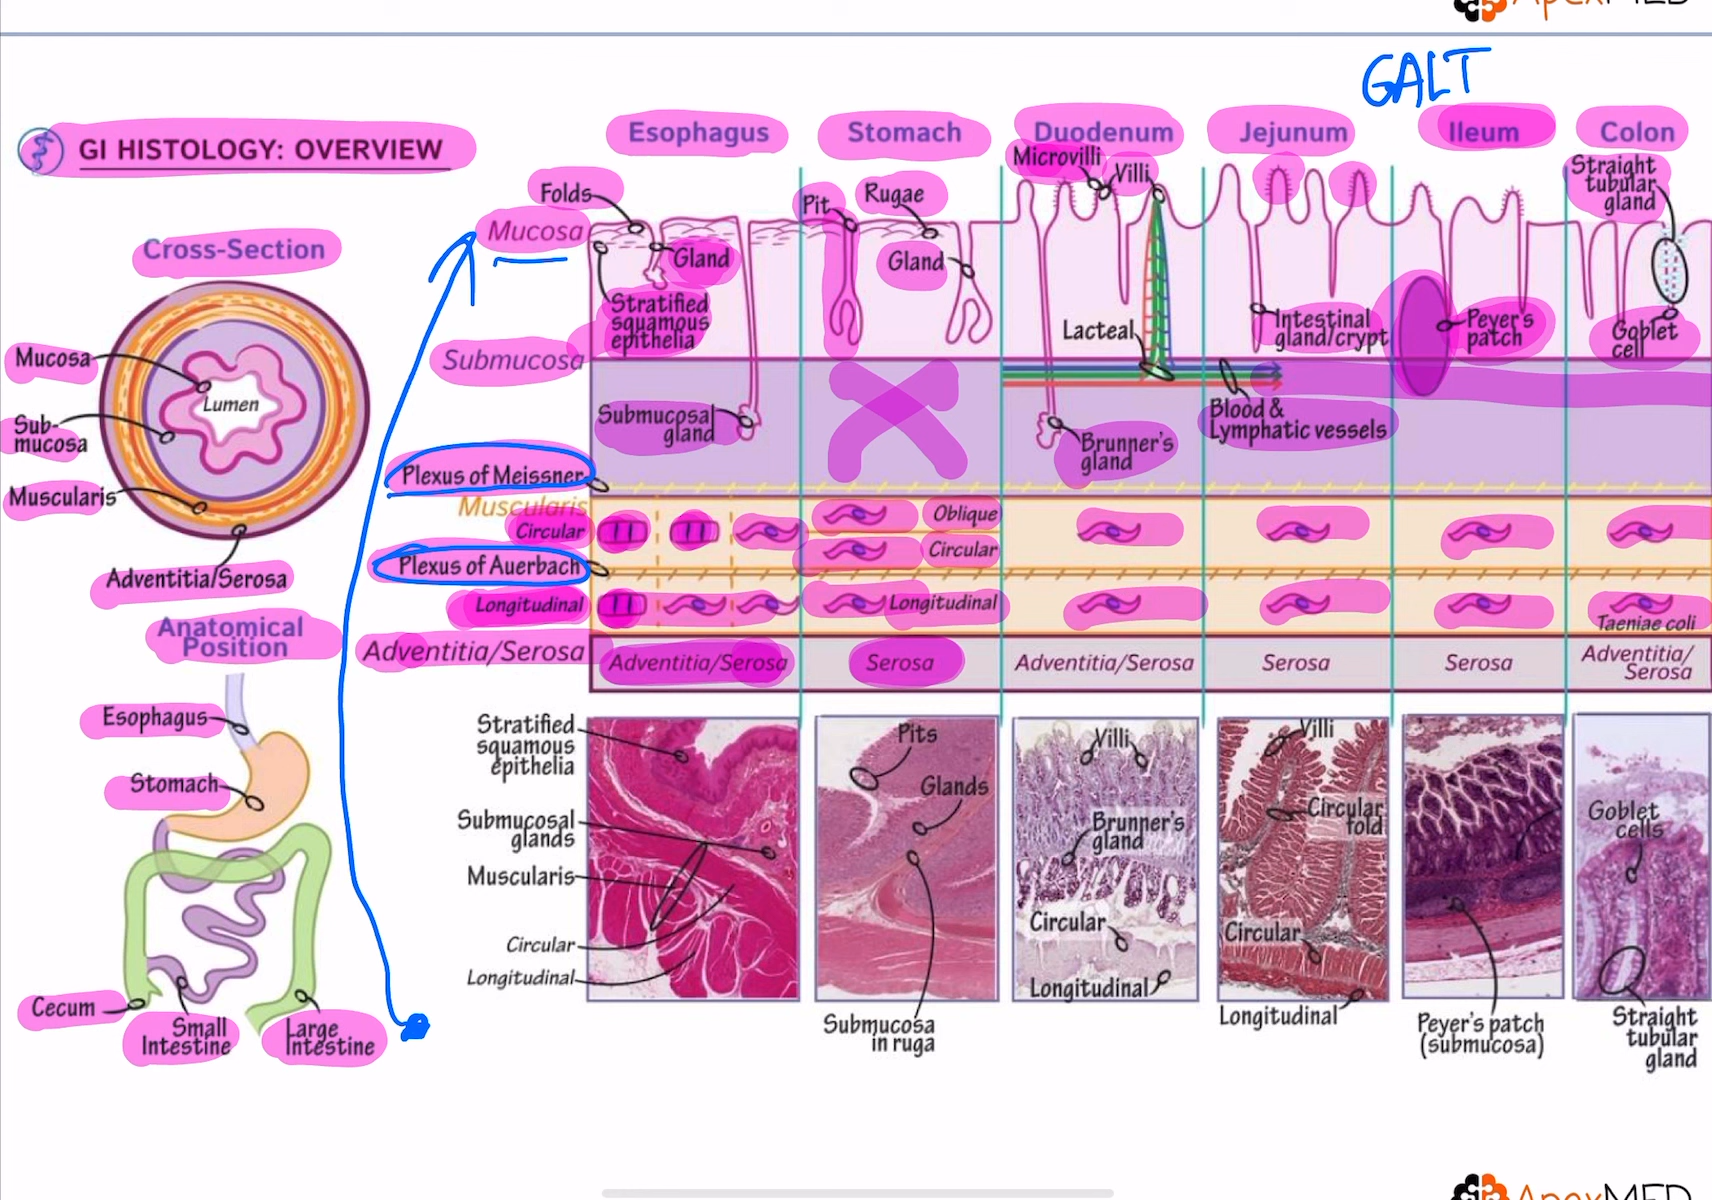 ApexMED
GALT
GI HISTOLOGY: OVERVIEW
Esophagus
Stomach
Duodenum
Jejunum
Ileum
Colon
Cross-Section
Mucosa
Lumen
Sub-
mucosa
Muscularis
Adventitia/Serosa
Anatomical
Position
Esophagus
Stomach
Cecum
Small
Intestine
Large
Intestine
Mucosa
Submucosa
Plexus of Meissner
Muscularis
Circular
Plexus of Auerbach
Longitudinal
Adventitia/Serosa
Folds
Gland
Stratified
squamous
epithelia
Submucosal
gland
Adventitia/Serosa
Pit
Rugae
Gland
Oblique
Circular
Longitudinal
Serosa
Microvilli
Villi
Lacteal
Brunner's
gland
Adventitia/Serosa
Intestinal
gland/crypt
Blood &
Lymphatic vessels
Serosa
Peyer's
patch
Serosa
Straight
tubular
gland
Goblet
cell
Taeniae coli
Adventitia/
Serosa
Stratified
squamous
epithelia
Submucosal
glands
Muscularis
Circular
Longitudinal
Pits
Glands
Submucosa
in ruga
Villi
Brunner's
gland
Circular
Longitudinal
Villi
Circular
fold
Circular
Longitudinal
Peyer's patch
(submucosa)
Goblet
cells
Straight
tubular
gland
ApexMED